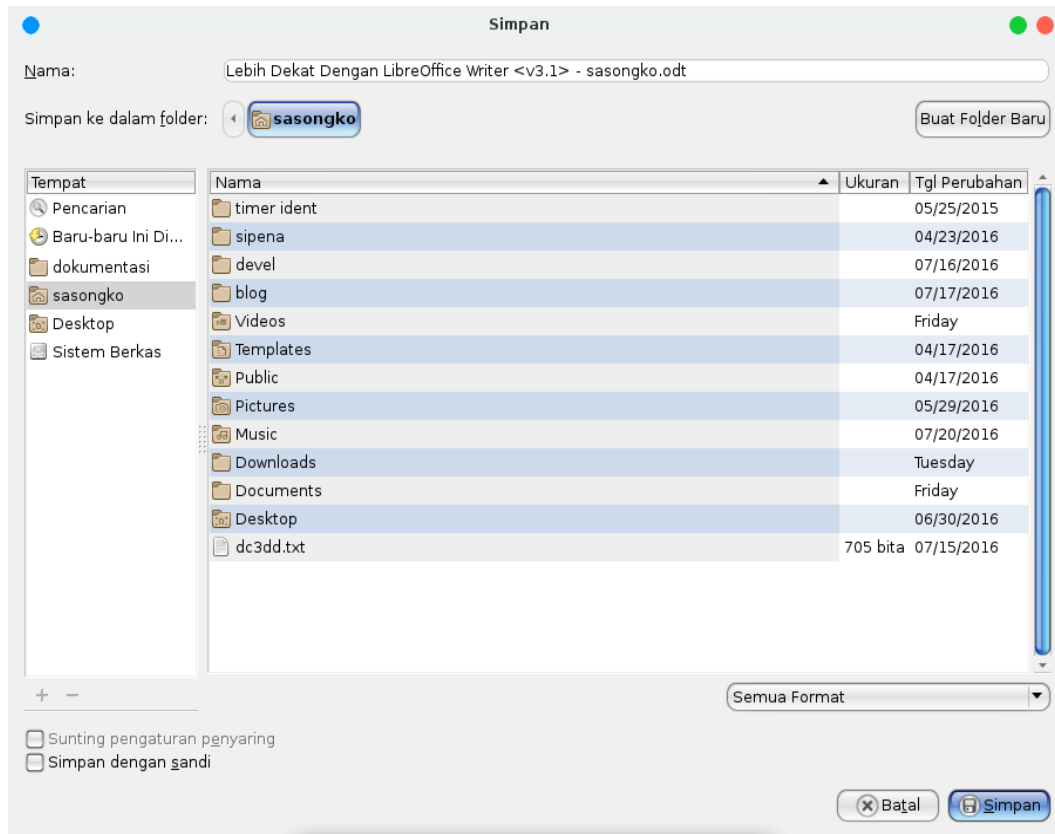 Simpan
Nama: Lebih Dekat Dengan LibreOffice Writer <v3.1> - sasongko.odt
Simpan ke dalam folder: sasongko Buat Folder Baru
Tempat Nama Ukuran Tgl Perubahan
Pencarian timer ident 05/25/2015
Baru-baru Ini Di... sipena 04/23/2016
dokumentasi devel 07/16/2016
sasongko blog 07/17/2016
Desktop Videos Friday
Sistem Berkas Templates 04/17/2016
Public 04/17/2016
Pictures 05/29/2016
Music 07/20/2016
Downloads Tuesday
Documents Friday
Desktop 06/30/2016
dc3dd.txt 705 bita 07/15/2016
Semua Format
Sunting pengaturan penyaring
Simpan dengan sandi
Batal Simpan